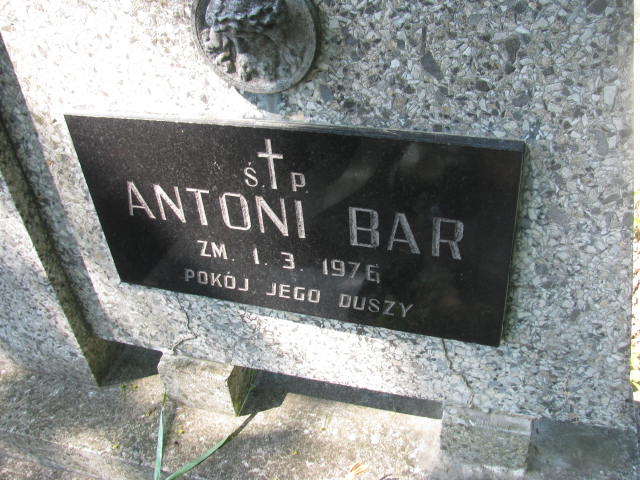 Ś. P.
ANTONI BAR
ZM. 1. 3. 1976
POKÓJ JEGO DUSZY